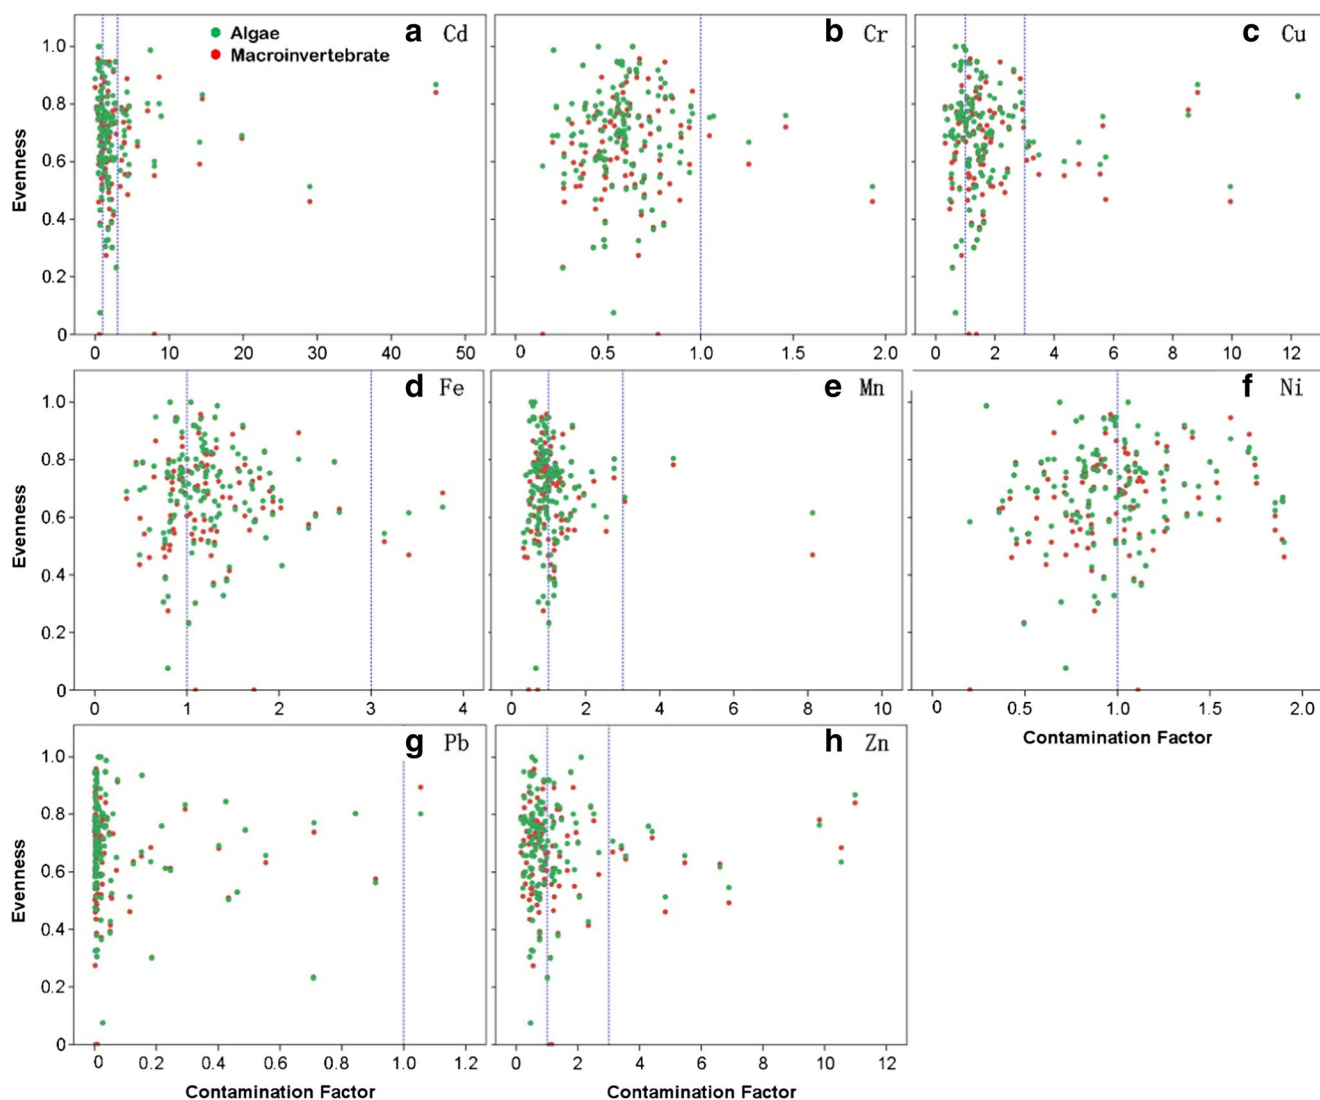 a Cd
Algae
Macroinvertebrate
Evenness
1.0
0.8
0.6
0.4
0.2
0
0 10 20 30 40 50
b Cr
0 0.5 1.0 1.5 2.0
c Cu
0 2 4 6 8 10 12
d Fe
Evenness
1.0
0.8
0.6
0.4
0.2
0
0 1 2 3 4
e Mn
0 2 4 6 8 10
f Ni
0 0.5 1.0 1.5 2.0
Contamination Factor
g Pb
Evenness
1.0
0.8
0.6
0.4
0.2
0
0 0.2 0.4 0.6 0.8 1.0 1.2
Contamination Factor
h Zn
0 2 4 6 8 10 12
Contamination Factor